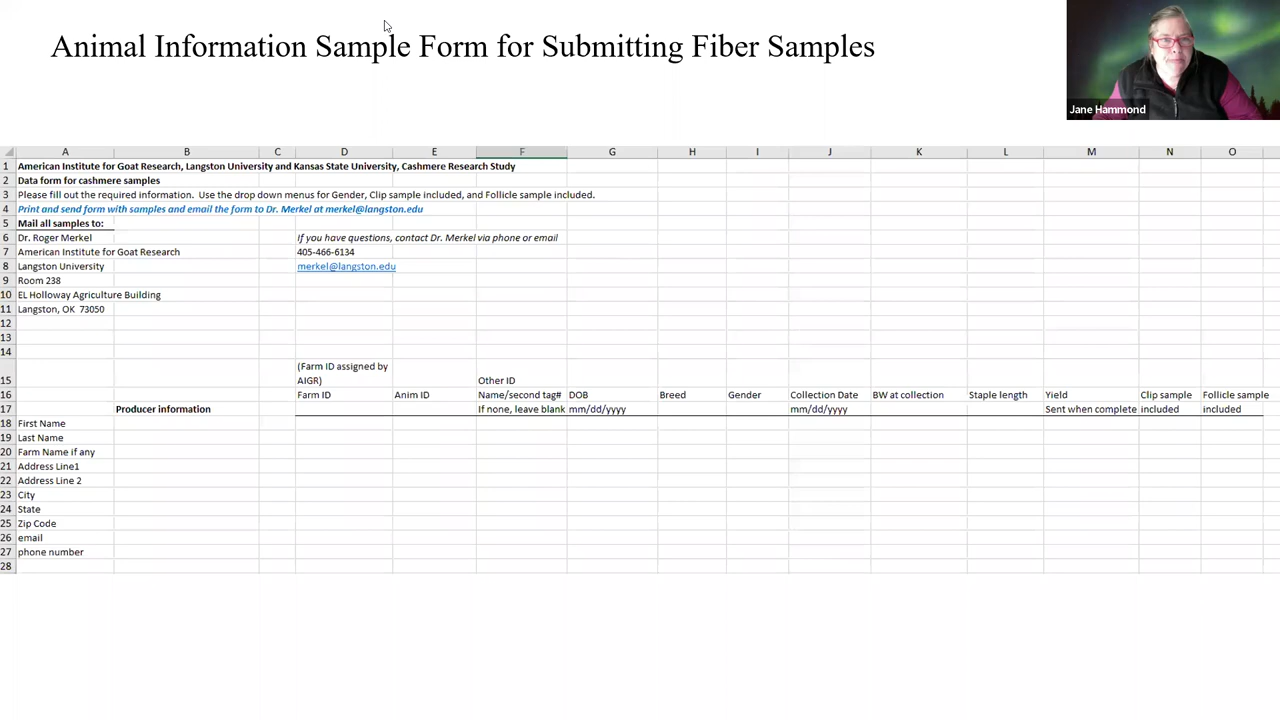 Animal Information Sample Form for Submitting Fiber Samples
Jane Hammond
A B C D E F G H I J K L M N O
1 American Institute for Goat Research, Langston University and Kansas State University, Cashmere Research Study
2 Data form for cashmere samples
3 Please fill out the required information. Use the drop down menus for Gender, Clip sample included, and Follicle sample included.
4 Print and send form with samples and email the form to Dr. Merkel at merkel@langston.edu
5 Mail all samples to:
6 Dr. Roger Merkel If you have questions, contact Dr. Merkel via phone or email
7 American Institute for Goat Research 405-466-6134
8 Langston University merkel@langston.edu
9 Room 238
10 EL Holloway Agriculture Building
11 Langston, OK 73050
12
13
14
(Farm ID assigned by
15 AIGR) Other ID
16 Farm ID Anim ID Name/second tag# DOB Breed Gender Collection Date BW at collection Staple length Yield Clip sample Follicle sample
17 Producer information If none, leave blank mm/dd/yyyy mm/dd/yyyy Sent when complete included included
18 First Name
19 Last Name
20 Farm Name if any
21 Address Line1
22 Address Line 2
23 City
24 State
25 Zip Code
26 email
27 phone number
28